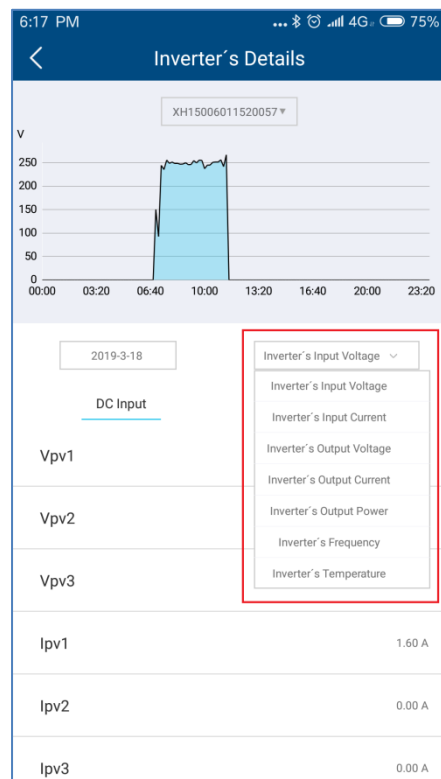 6:17 PM ... 4G 75%
Inverter´s Details
XH15006011520057▼
V
250
200
150
100
50
0
00:00 03:20 06:40 10:00 13:20 16:40 20:00 23:20
2019-3-18
Inverter´s Input Voltage
Inverter´s Input Voltage
DC Input
Inverter´s Input Current
Vpv1
Inverter´s Output Voltage
Inverter´s Output Current
Vpv2
Inverter´s Output Power
Inverter´s Frequency
Vpv3
Inverter´s Temperature
Ipv1 1.60 A
Ipv2 0.00 A
Ipv3 0.00 A